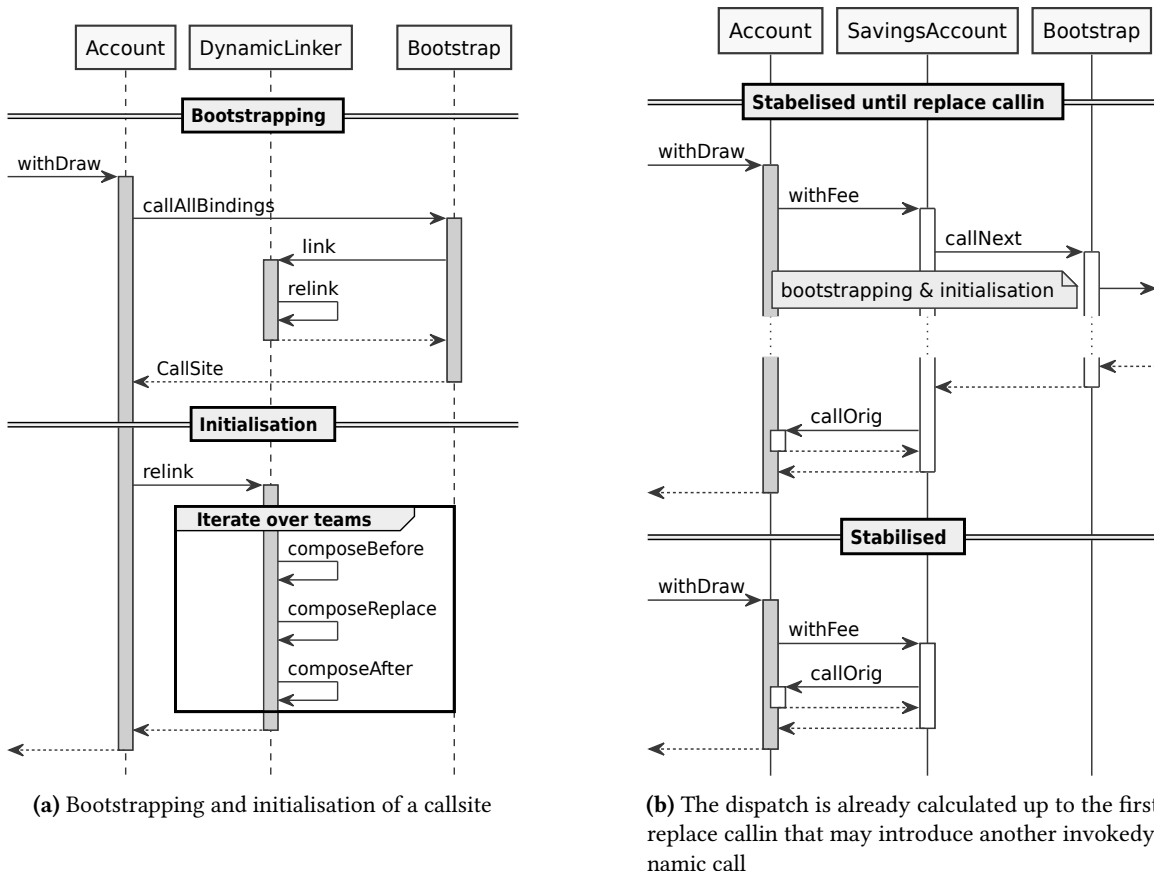 Account
DynamicLinker
Bootstrap
Bootstrapping
withDraw
callAllBindings
link
relink
CallSite
Initialisation
relink
Iterate over teams
composeBefore
composeReplace
composeAfter
(a) Bootstrapping and initialisation of a callsite
Account
SavingsAccount
Bootstrap
Stabelised until replace callin
withDraw
withFee
callNext
bootstrapping & initialisation
callOrig
Stabilised
withDraw
withFee
callOrig
(b) The dispatch is already calculated up to the first
replace callin that may introduce another invokedy
namic call